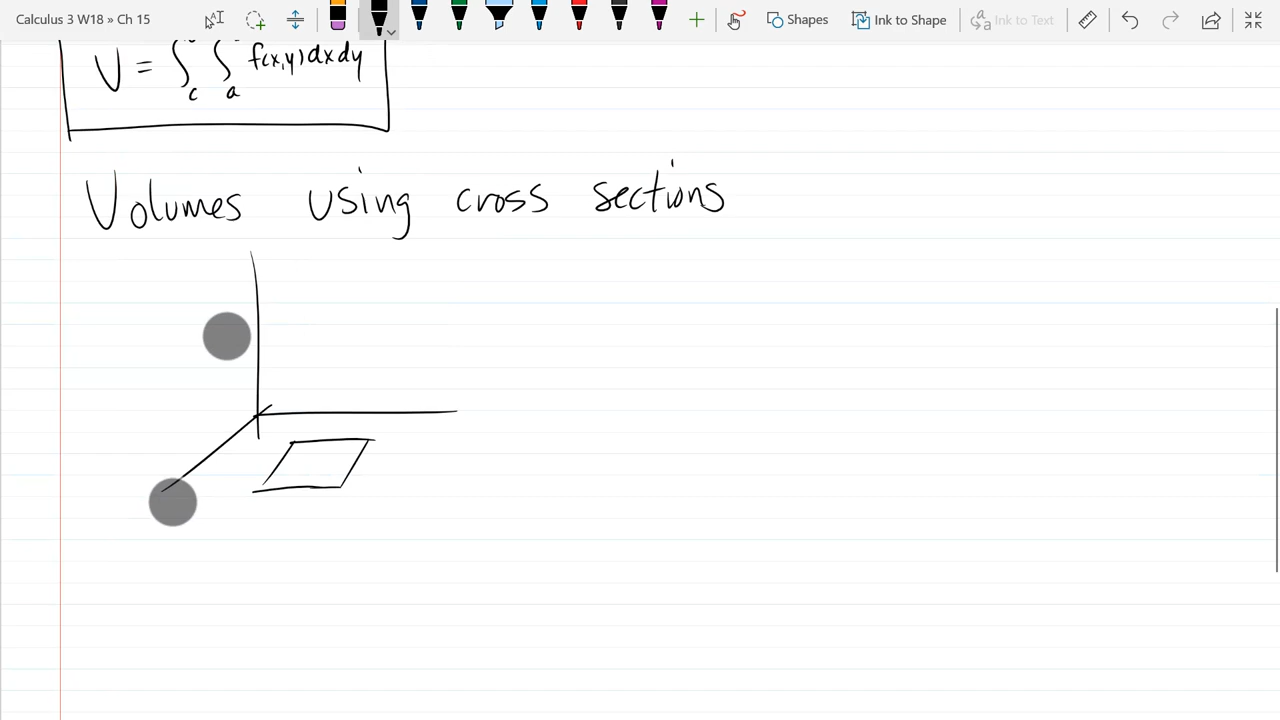 Calculus 3 W18 » Ch 15
Shapes
Ink to Shape
Ink to Text
V = ∫ ∫ f(x,y)dxdy
c a
Volumes using cross sections